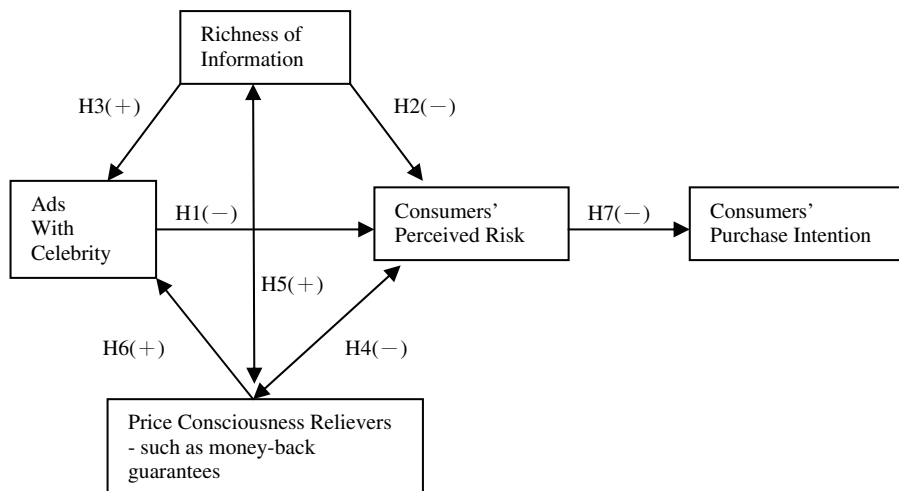 Richness of
Information
H3(+)
H2(−)
Ads
With
Celebrity
H1(−)
Consumers’
Perceived Risk
H7(−)
Consumers’
Purchase Intention
H5(+)
H6(+)
H4(−)
Price Consciousness Relievers
- such as money-back
guarantees